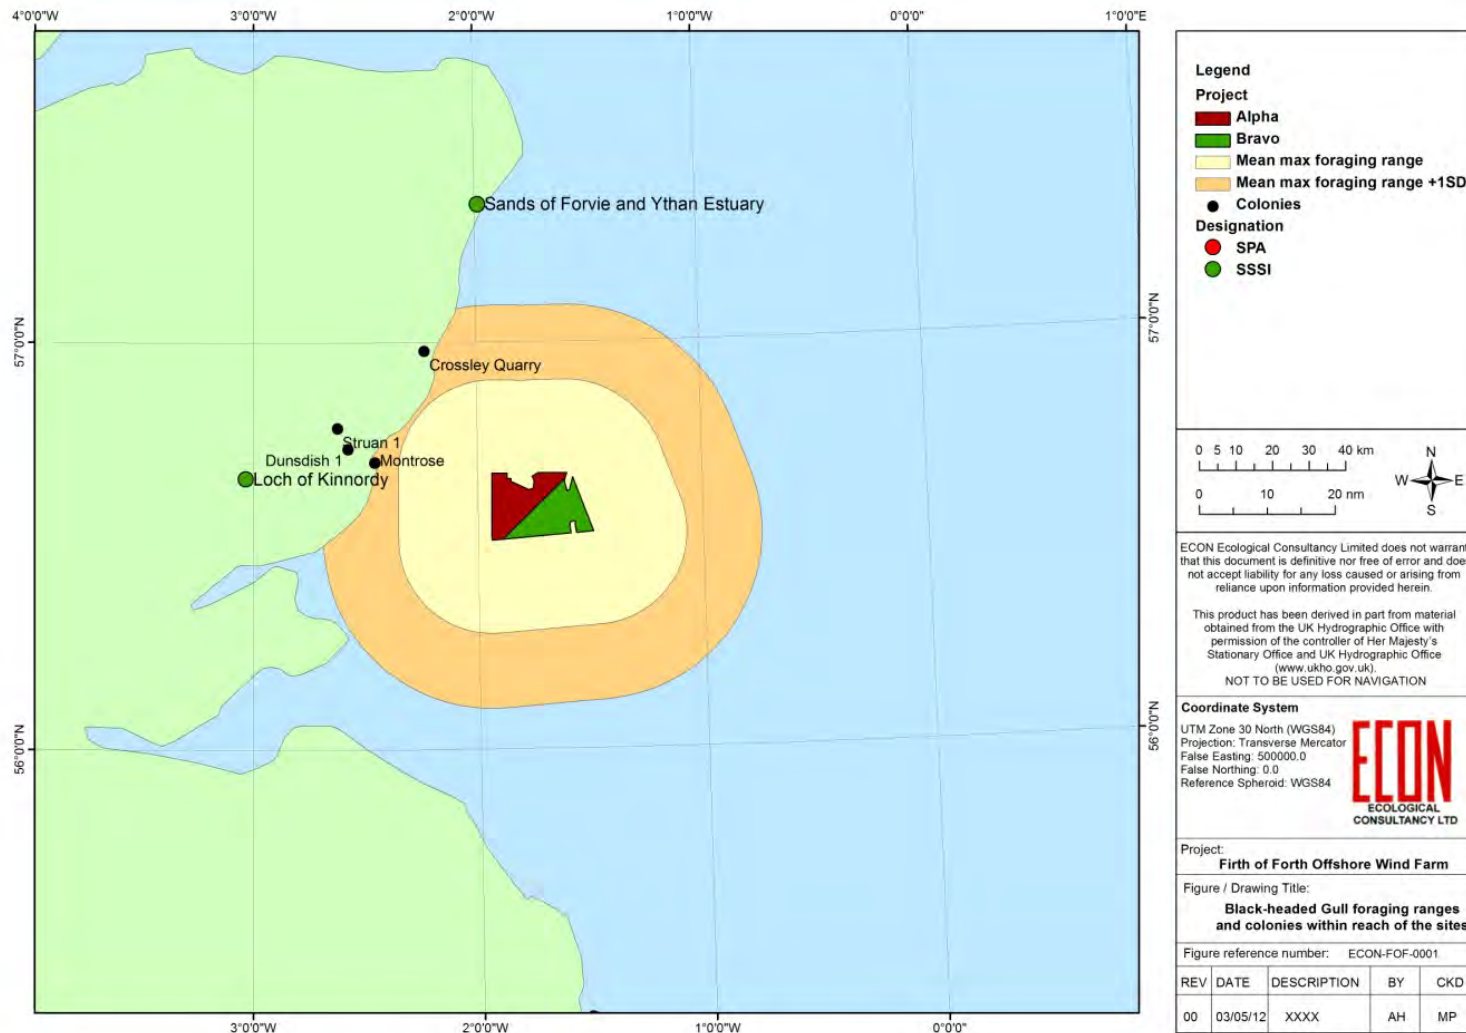 4°0'0"W 3°0'0"W 2°0'0"W 1°0'0"W 0°0'0" 1°0'0"E
57°0'0"N
56°0'0"N
Sands of Forvie and Ythan Estuary
Crossley Quarry
Struan 1
Dunsdish 1
Montrose
Loch of Kinnordy
57°0'0"N
56°0'0"N
3°0'0"W 2°0'0"W 1°0'0"W 0°0'0"
Legend
Project
Alpha
Bravo
Mean max foraging range
Mean max foraging range +1SD
Colonies
Designation
SPA
SSSI
0 5 10 20 30 40 km
0 10 20 nm
N
W E
S
ECON Ecological Consultancy Limited does not warrant
that this document is definitive nor free of error and does
not accept liability for any loss caused or arising from
reliance upon information provided herein.
This product has been derived in part from material
obtained from the UK Hydrographic Office with
permission of the controller of Her Majesty's
Stationary Office and UK Hydrographic Office
(www.ukho.gov.uk).
NOT TO BE USED FOR NAVIGATION
Coordinate System
UTM Zone 30 North (WGS84)
Projection: Transverse Mercator
False Easting: 500000.0
False Northing: 0.0
Reference Spheroid: WGS84
ECON
ECOLOGICAL
CONSULTANCY LTD
Project:
Firth of Forth Offshore Wind Farm
Figure / Drawing Title:
Black-headed Gull foraging ranges
and colonies within reach of the sites
Figure reference number: ECON-FOF-0001
REV DATE DESCRIPTION BY CKD
00 03/05/12 XXXX AH MP